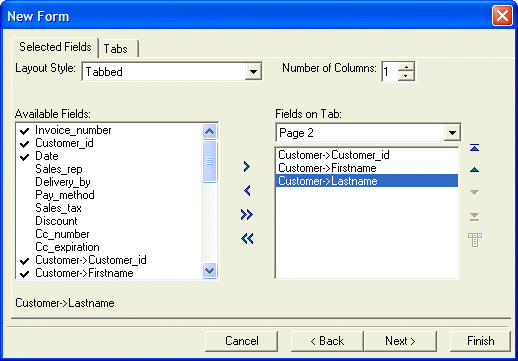 New Form
Selected Fields
Tabs
Layout Style: Tabbed
Number of Columns: 1
Available Fields:
Invoice_number
Customer_id
Date
Sales_rep
Delivery_by
Pay_method
Sales_tax
Discount
Cc_number
Cc_expiration
Customer->Customer_id
Customer->Firstname
Fields on Tab:
Page 2
Customer->Customer_id
Customer->Firstname
Customer->Lastname
Customer->Lastname
Cancel
< Back
Next >
Finish